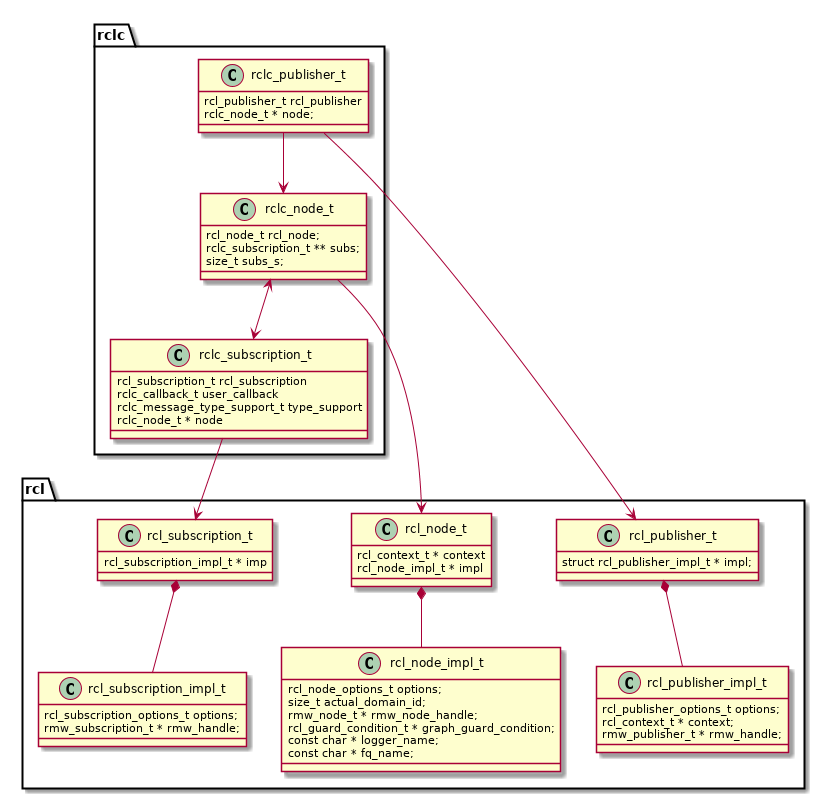 rclc
C rclc_publisher_t
rcl_publisher_t rcl_publisher
rclc_node_t * node;
C rclc_node_t
rcl_node_t rcl_node;
rclc_subscription_t ** subs;
size_t subs_s;
C rclc_subscription_t
rcl_subscription_t rcl_subscription
rclc_callback_t user_callback
rclc_message_type_support_t type_support
rclc_node_t * node
rcl
C rcl_subscription_t
rcl_subscription_impl_t * imp
C rcl_node_t
rcl_context_t * context
rcl_node_impl_t * impl
C rcl_publisher_t
struct rcl_publisher_impl_t * impl;
C rcl_subscription_impl_t
rcl_subscription_options_t options;
rmw_subscription_t * rmw_handle;
C rcl_node_impl_t
rcl_node_options_t options;
size_t actual_domain_id;
rmw_node_t * rmw_node_handle;
rcl_guard_condition_t * graph_guard_condition;
const char * logger_name;
const char * fq_name;
C rcl_publisher_impl_t
rcl_publisher_options_t options;
rcl_context_t * context;
rmw_publisher_t * rmw_handle;